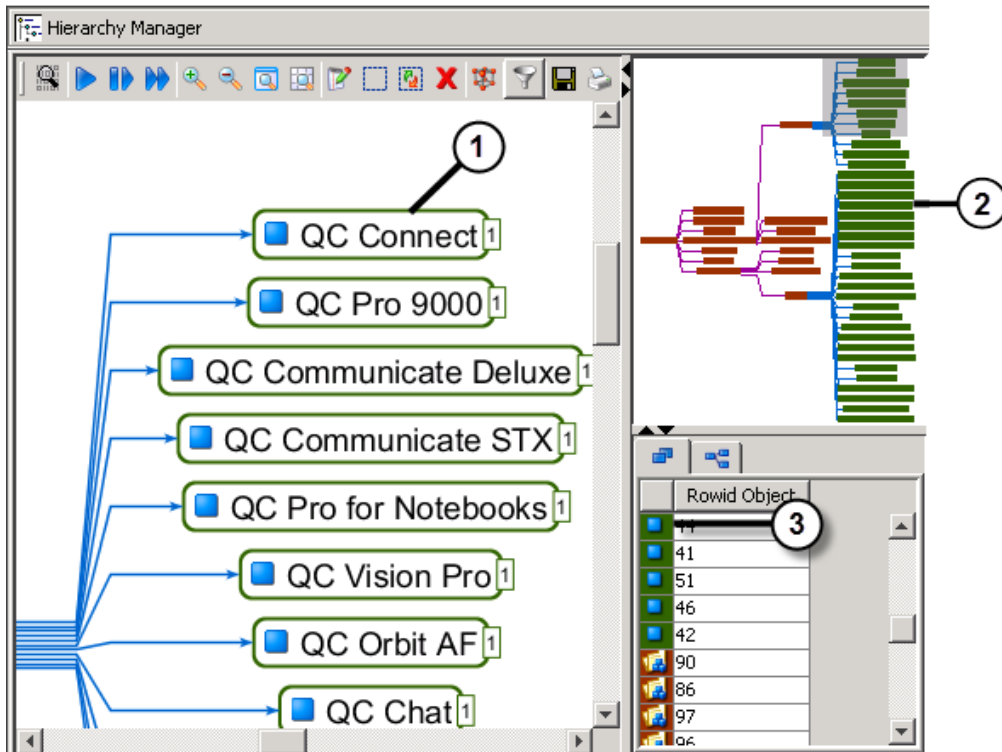 Hierarchy Manager
1
QC Connect 1
QC Pro 9000 1
QC Communicate Deluxe 1
QC Communicate STX 1
QC Pro for Notebooks 1
QC Vision Pro 1
QC Orbit AF 1
QC Chat 1
2
Rowid Object
3
41
51
46
42
90
86
97
96